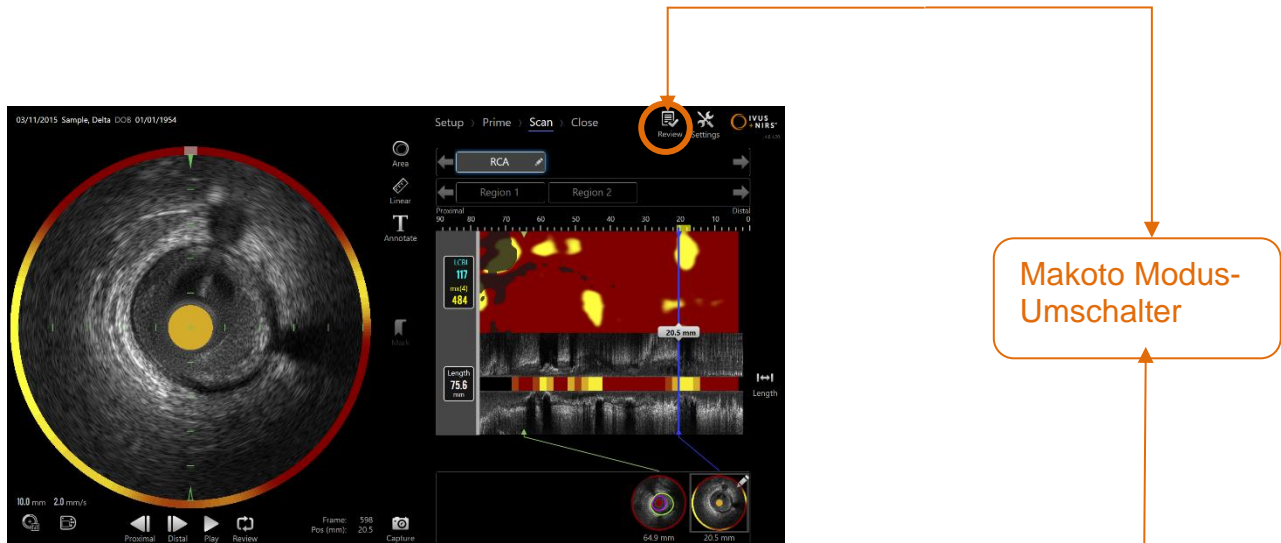 03/11/2015 Sample, Delta DOB 01/01/1954
Setup > Prime > Scan > Close
Review
Settings
IVUS
+NIRS
Area
Linear
T
Annotate
Mark
RCA
Region 1 Region 2
Proximal Distal
90 80 70 60 50 40 30 20 10 0
LCBI
117
mx(4)
484
20.5 mm
Length
75.6
mm
Length
10.0 mm 2.0 mm/s
Proximal Distal Play Review
Frame: 598
Pos (mm): 20.5
Capture
64.9 mm 20.5 mm
Makoto Modus-
Umschalter